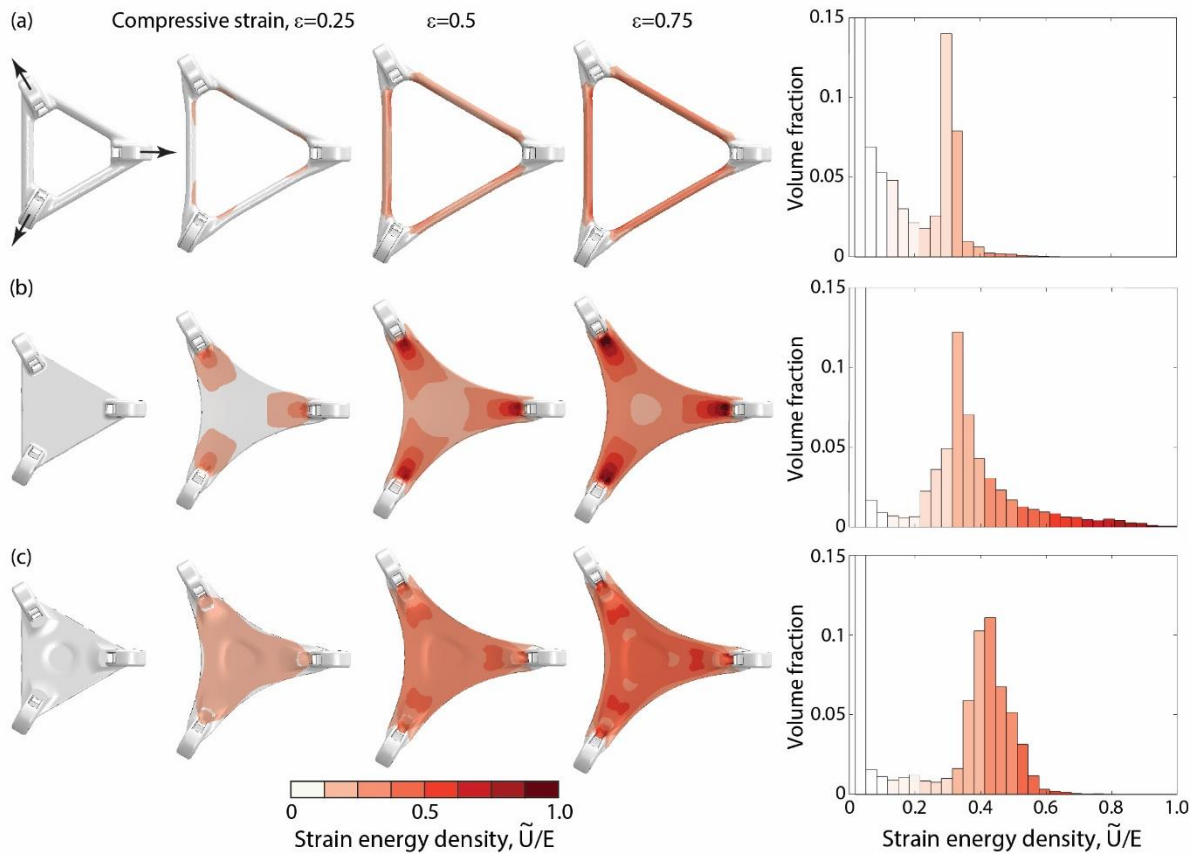 (a)
Compressive strain, ε=0.25
ε=0.5
ε=0.75
0.15
0.1
0.05
0
Volume fraction
(b)
0.15
0.1
0.05
0
Volume fraction
(c)
0.15
0.1
0.05
0
Volume fraction
0
0.5
1.0
Strain energy density, Ũ/E
0
0.2
0.4
0.6
0.8
1.0
Strain energy density, Ũ/E